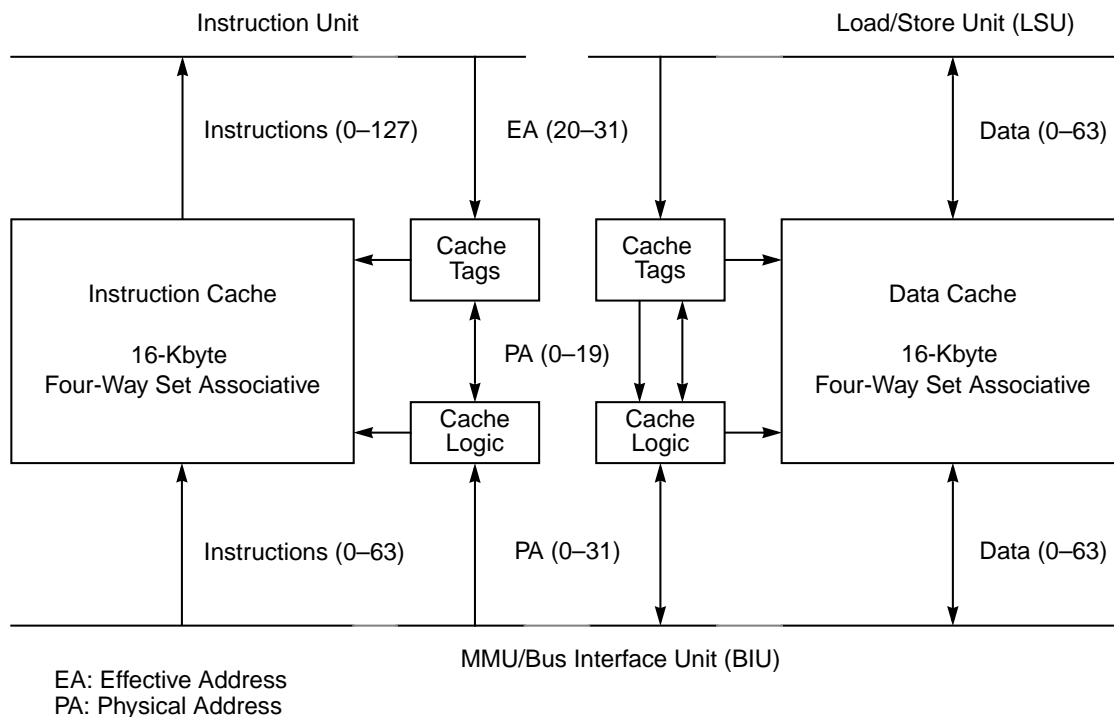 Instruction Unit
Load/Store Unit (LSU)
Instructions (0–127)
EA (20–31)
Data (0–63)
Cache
Tags
Cache
Tags
Instruction Cache
16-Kbyte
Four-Way Set Associative
Data Cache
16-Kbyte
Four-Way Set Associative
PA (0–19)
Cache
Logic
Cache
Logic
Instructions (0–63)
PA (0–31)
Data (0–63)
MMU/Bus Interface Unit (BIU)
EA: Effective Address
PA: Physical Address